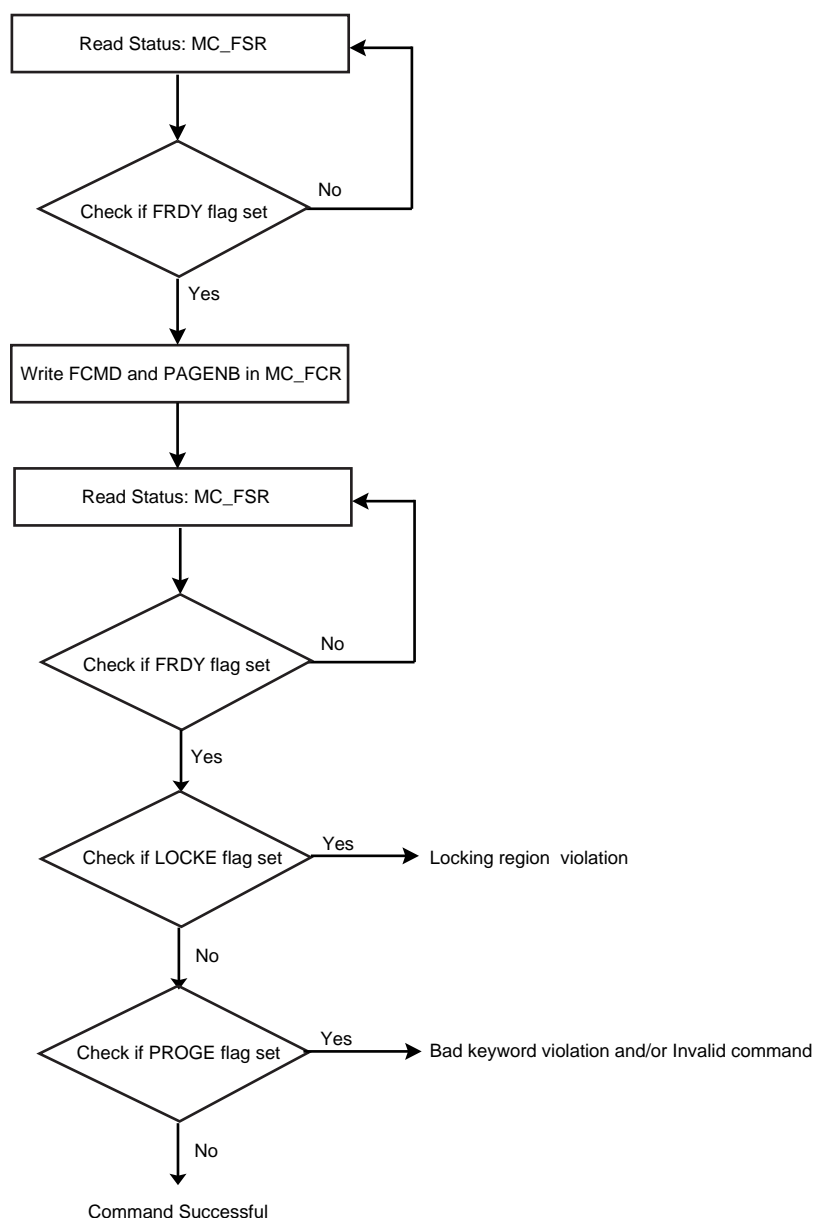 Read Status: MC_FSR
Check if FRDY flag set
No
Yes
Write FCMD and PAGENB in MC_FCR
Read Status: MC_FSR
Check if FRDY flag set
No
Yes
Check if LOCKE flag set
Yes
Locking region violation
No
Check if PROGE flag set
Yes
Bad keyword violation and/or Invalid command
No
Command Successful